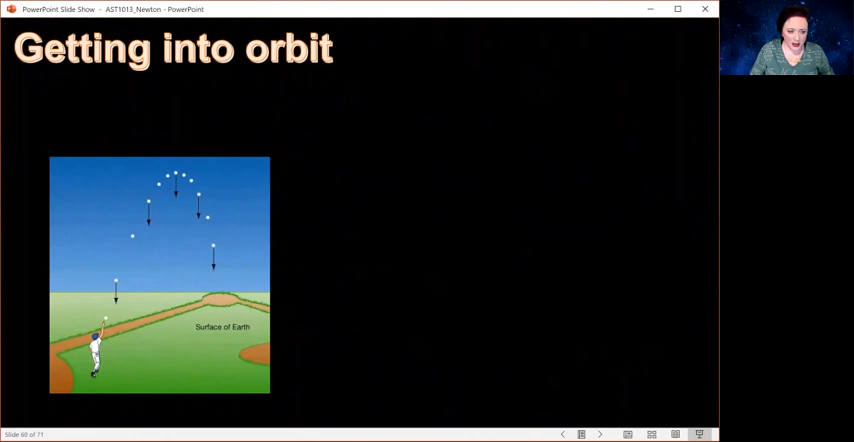 PowerPoint Slide Show - AST1013_Newton - PowerPoint
Getting into orbit
Surface of Earth
Slide 60 of 71